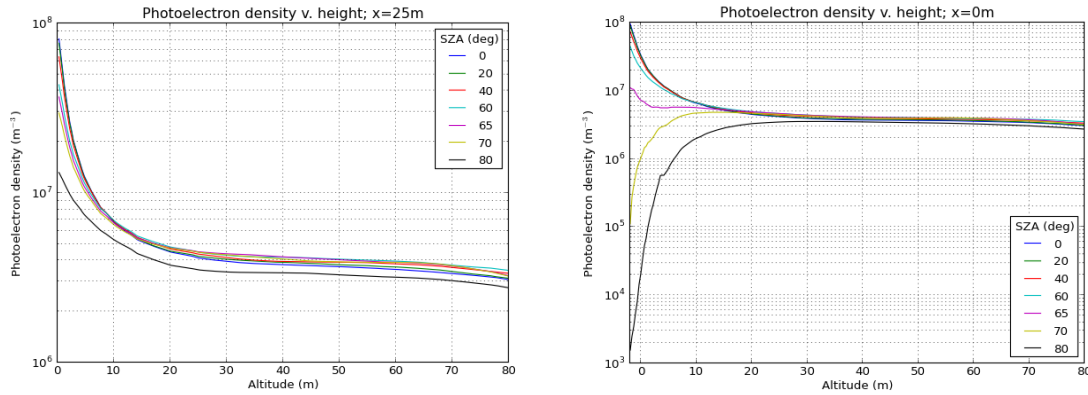 Photoelectron density v. height; x=25m
10^8
10^7
10^6
Photoelectron density (m^-3)
SZA (deg)
0
20
40
60
65
70
80
0 10 20 30 40 50 60 70 80
Altitude (m)
Photoelectron density v. height; x=0m
10^8
10^7
10^6
10^5
10^4
10^3
Photoelectron density (m^-3)
SZA (deg)
0
20
40
60
65
70
80
0 10 20 30 40 50 60 70 80
Altitude (m)